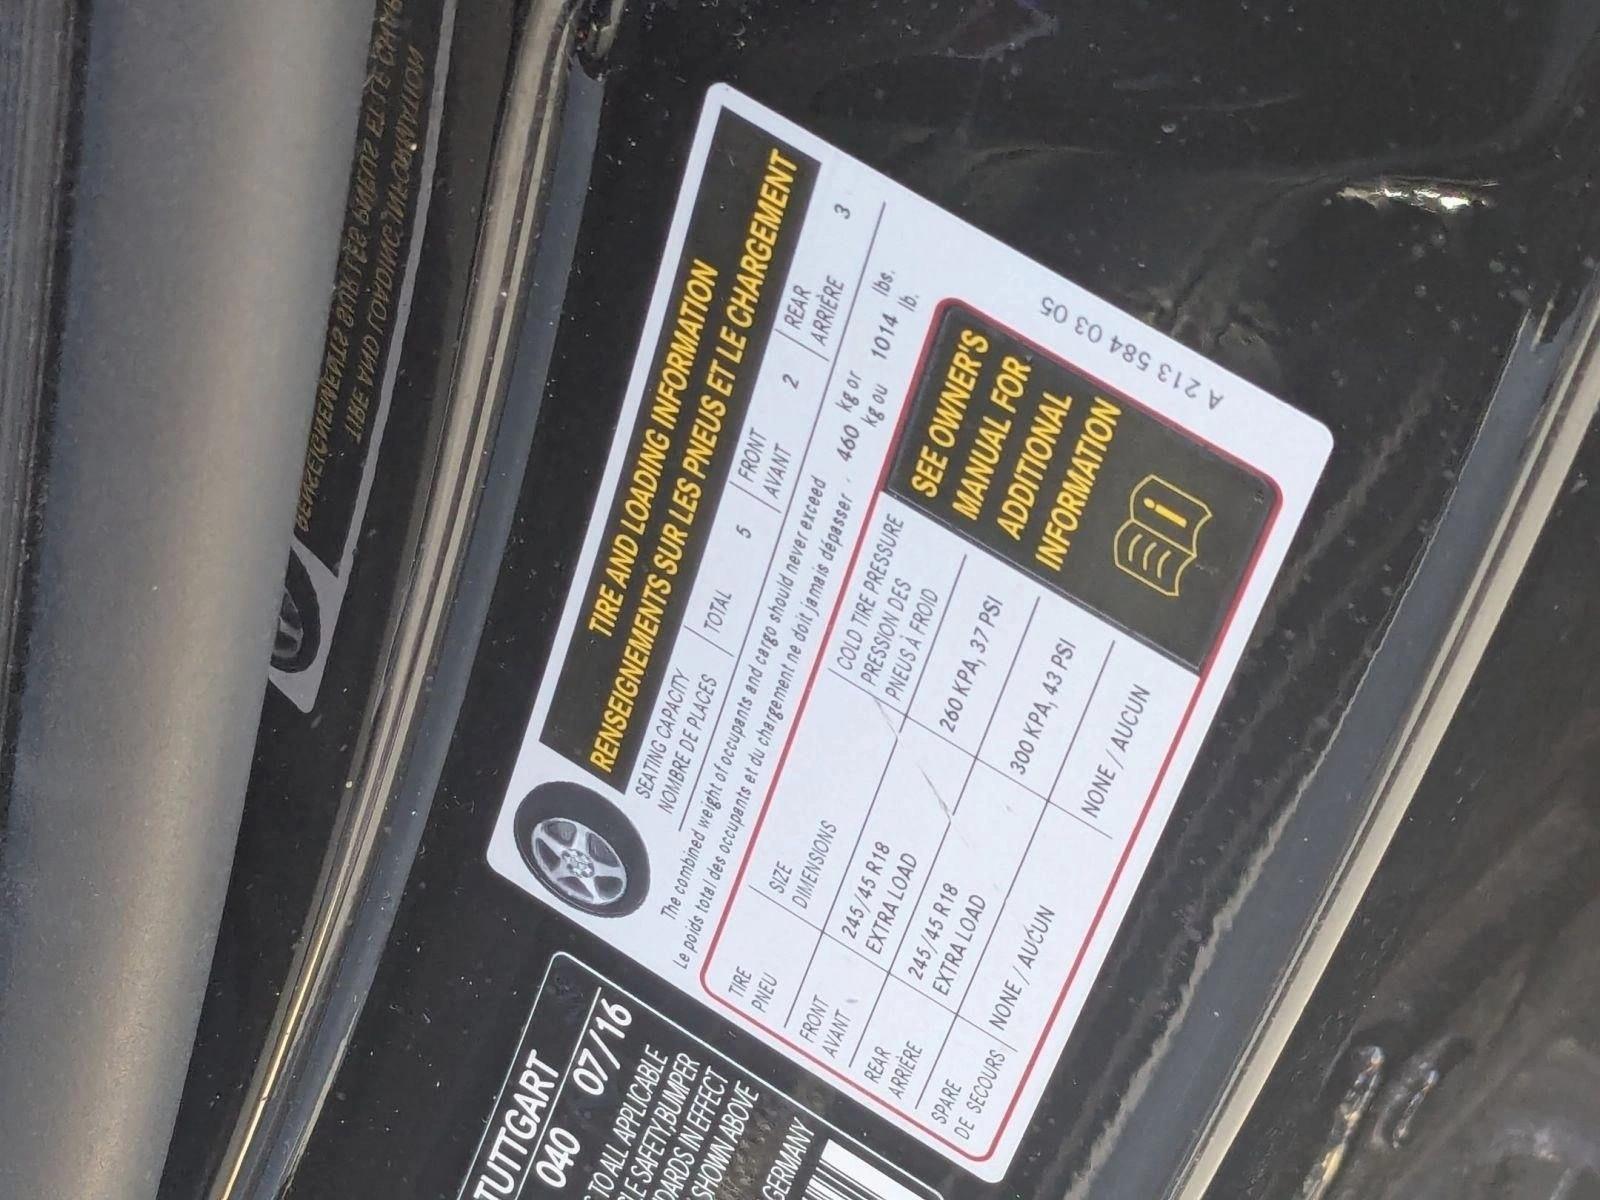 TIRE AND LOADING INFORMATION
RENSEIGNEMENTS SUR LES PNEUS ET LE CHARGEMENT
SEATING CAPACITY
NOMBRE DE PLACES
TOTAL 5
FRONT
AVANT
2
REAR
ARRIÈRE
3
The combined weight of occupants and cargo should never exceed 460 kg or 1014 lbs.
Le poids total des occupants et du chargement ne doit jamais dépasser . kg ou lb.
TIRE
PNEU
SIZE
DIMENSIONS
COLD TIRE PRESSURE
PRESSION DES
PNEUS À FROID
FRONT
AVANT
245/45 R18
EXTRA LOAD
260 KPA, 37 PSI
REAR
ARRIÈRE
245/45 R18
EXTRA LOAD
300 KPA, 43 PSI
SPARE
DE SECOURS
NONE / AUCUN
NONE / AUCUN
SEE OWNER'S
MANUAL FOR
ADDITIONAL
INFORMATION
i
A 213 584 03 05
TUTTGART
040 07/16
TO ALL APPLICABLE
LE SAFETY, BUMPER
DARDS IN EFFECT
SHOWN ABOVE
GERMANY